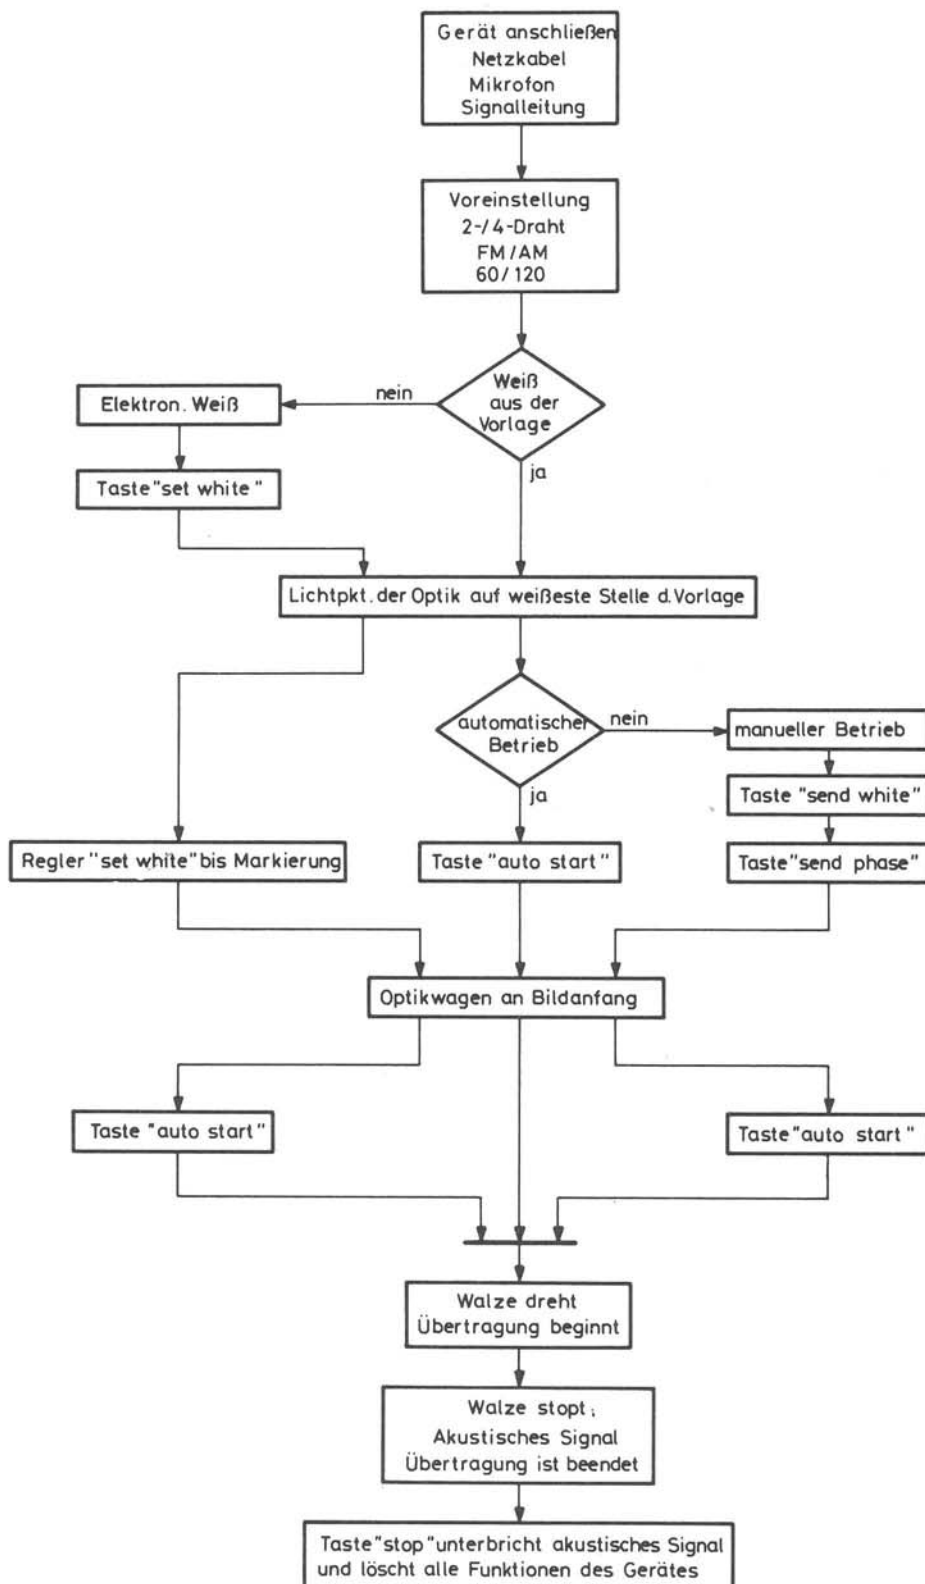 Gerät anschließen
Netzkabel
Mikrofon
Signalleitung
Voreinstellung
2-/4-Draht
FM/AM
60/120
Weiß
aus der
Vorlage
nein
ja
Elektron. Weiß
Taste "set white"
Lichtpkt. der Optik auf weißeste Stelle d. Vorlage
automatischer
Betrieb
nein
ja
manueller Betrieb
Taste "send white"
Regler "set white" bis Markierung
Taste "auto start"
Taste "send phase"
Optikwagen an Bildanfang
Taste "auto start"
Taste "auto start"
Walze dreht
Übertragung beginnt
Walze stopt,
Akustisches Signal
Übertragung ist beendet
Taste "stop" unterbricht akustisches Signal
und löscht alle Funktionen des Gerätes